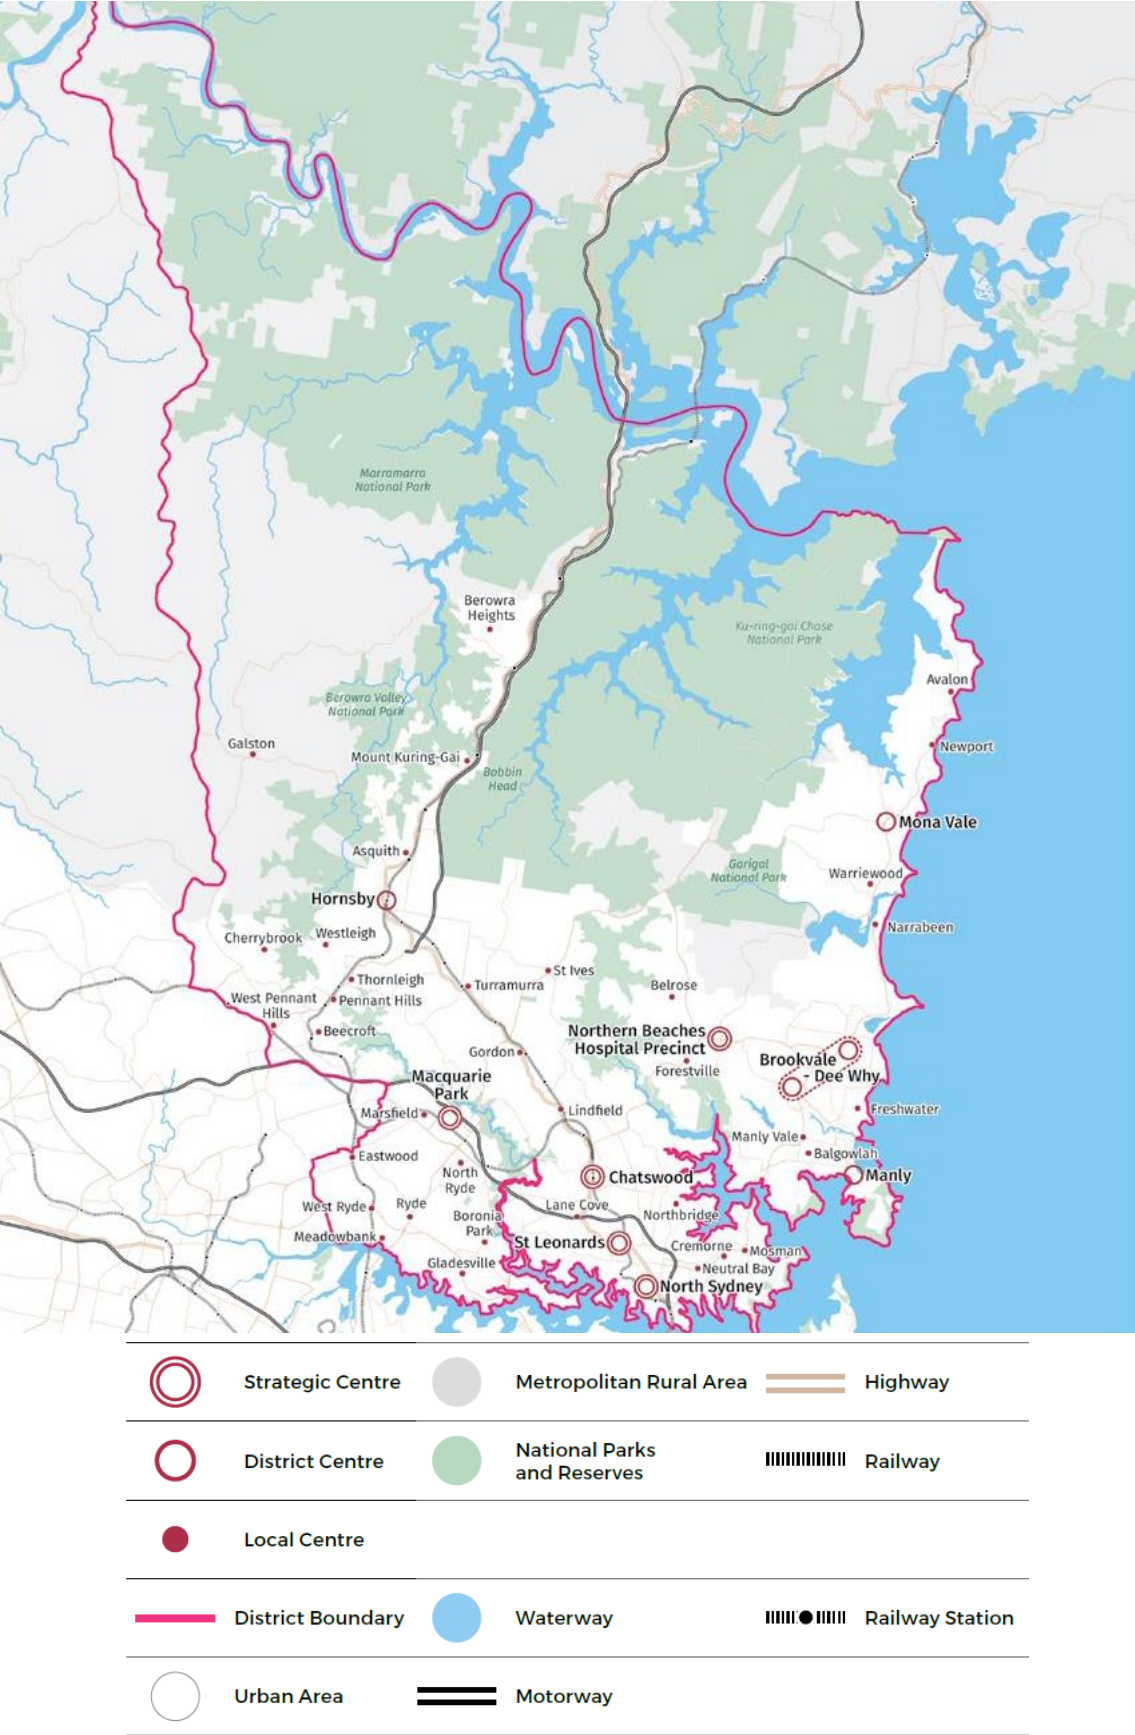 Marramarra
National Park
Berowra
Heights
Ku-ring-gai Chase
National Park
Avalon
Berowra Valley
National Park
Galston
Newport
Mount Kuring-Gai
Bobbin
Head
Mona Vale
Asquith
Garigal
National Park
Warriewood
Hornsby
Narrabeen
Cherrybrook
Westleigh
St Ives
Thornleigh
Turramurra
Belrose
West Pennant
Hills
Pennant Hills
Beecroft
Northern Beaches
Hospital Precinct
Gordon
Brookvale
- Dee Why
Forestville
Macquarie
Park
Marsfield
Lindfield
Freshwater
Manly Vale
Eastwood
Balgowlah
North
Ryde
Chatswood
Manly
West Ryde
Ryde
Lane Cove
Northbridge
Boronia
Park
Meadowbank
St Leonards
Cremorne
Mosman
Gladesville
Neutral Bay
North Sydney
Strategic Centre
Metropolitan Rural Area
Highway
District Centre
National Parks
and Reserves
Railway
Local Centre
District Boundary
Waterway
Railway Station
Urban Area
Motorway